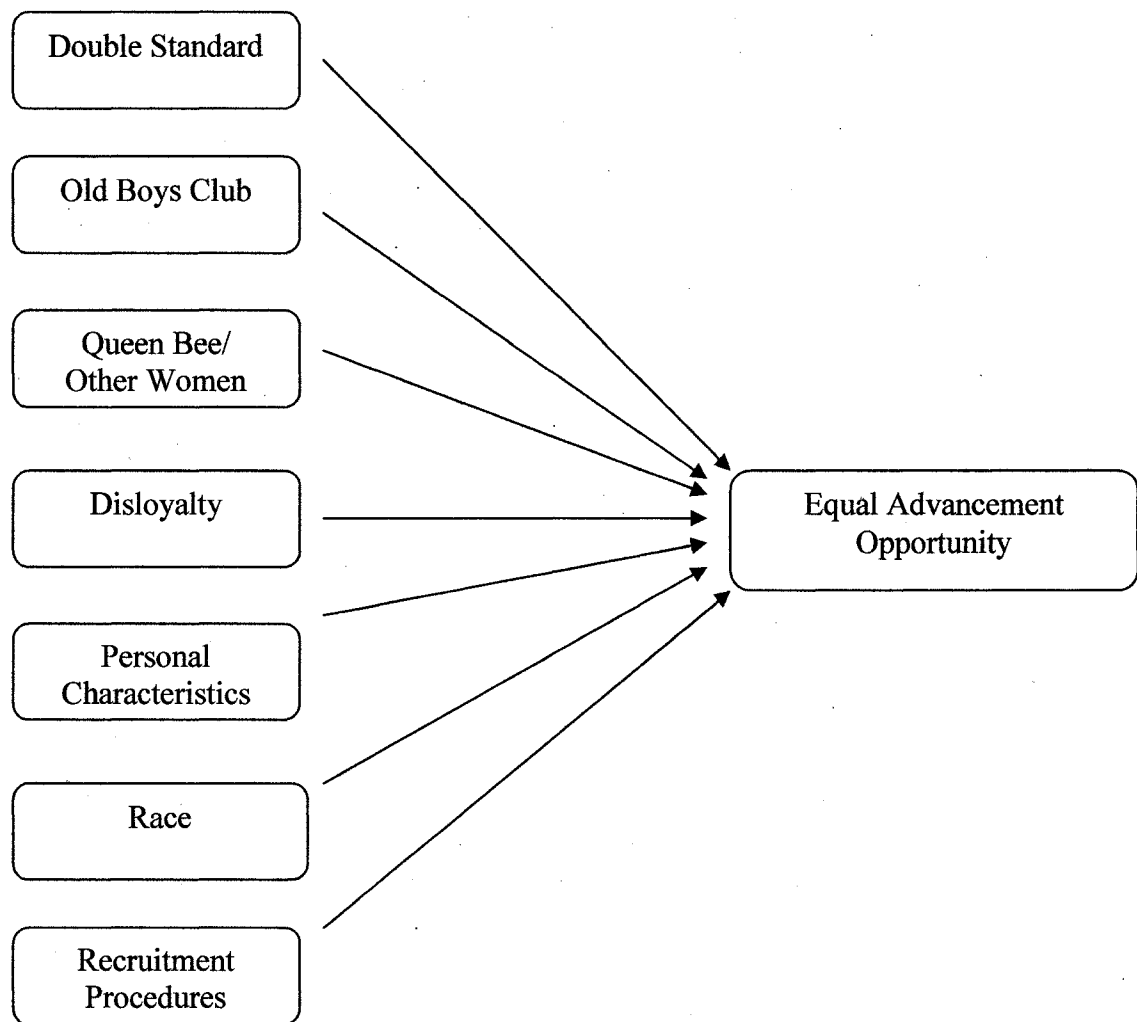 Double Standard
Old Boys Club
Queen Bee/
Other Women
Disloyalty
Personal
Characteristics
Race
Recruitment
Procedures
Equal Advancement
Opportunity